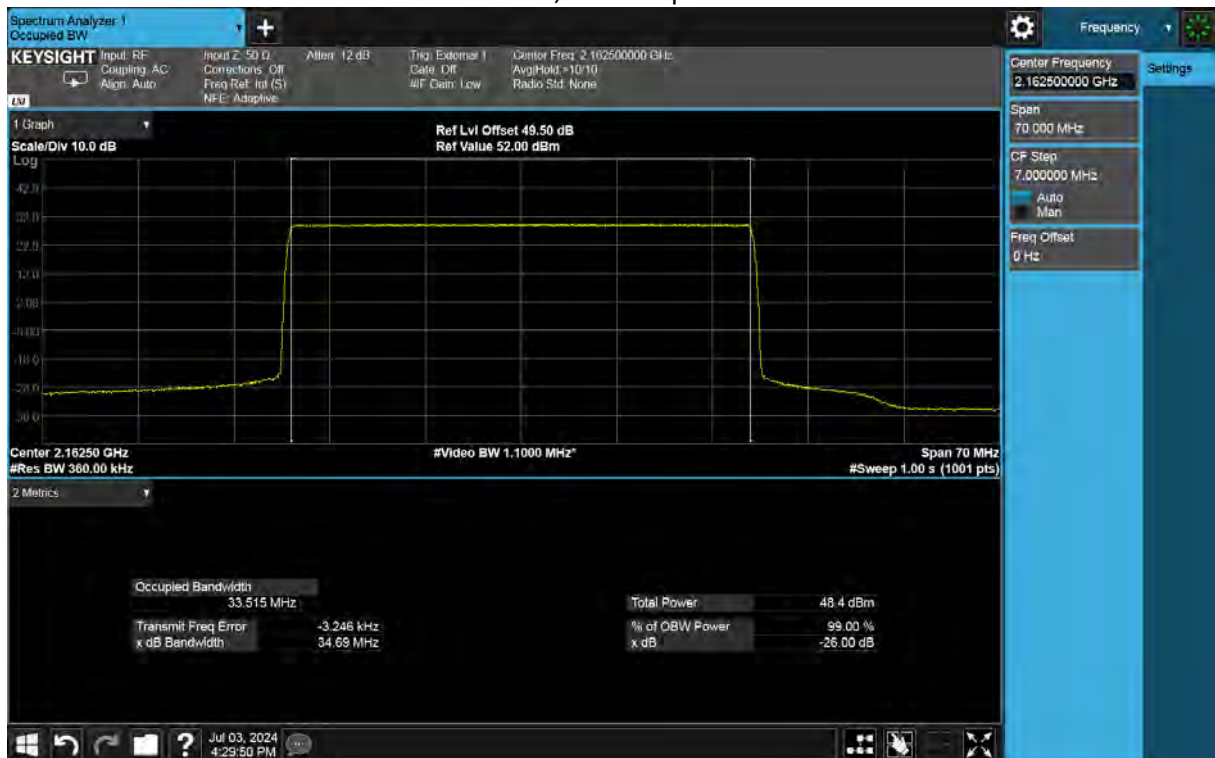 Spectrum Analyzer 1
Occupied BW
+
Frequency
KEYSIGHT
Input: RF
Coupling: AC
Align: Auto
Input Z: 50 Ω
Corrections: Off
Freq Ref: Int (S)
NFE: Adaptive
Atten: 12 dB
Trig: External 1
Gate: Off
#IF Gain: Low
Center Freq: 2.162500000 GHz
Avg|Hold:>10/10
Radio Std: None
Center Frequency
2.162500000 GHz
Settings
Span
70.000 MHz
CF Step
7.000000 MHz
Auto
Man
Freq Offset
0 Hz
1 Graph
Scale/Div 10.0 dB
Ref Lvl Offset 49.50 dB
Ref Value 52.00 dBm
Log
42.0
32.0
22.0
12.0
2.00
-8.00
-18.0
-28.0
-38.0
Center 2.16250 GHz
#Video BW 1.1000 MHz*
Span 70 MHz
#Res BW 360.00 kHz
#Sweep 1.00 s (1001 pts)
2 Metrics
Occupied Bandwidth
33.515 MHz
Total Power 48.4 dBm
Transmit Freq Error -3.246 kHz
% of OBW Power 99.00 %
x dB Bandwidth 34.69 MHz
x dB -26.00 dB
?
Jul 03, 2024
4:29:50 PM